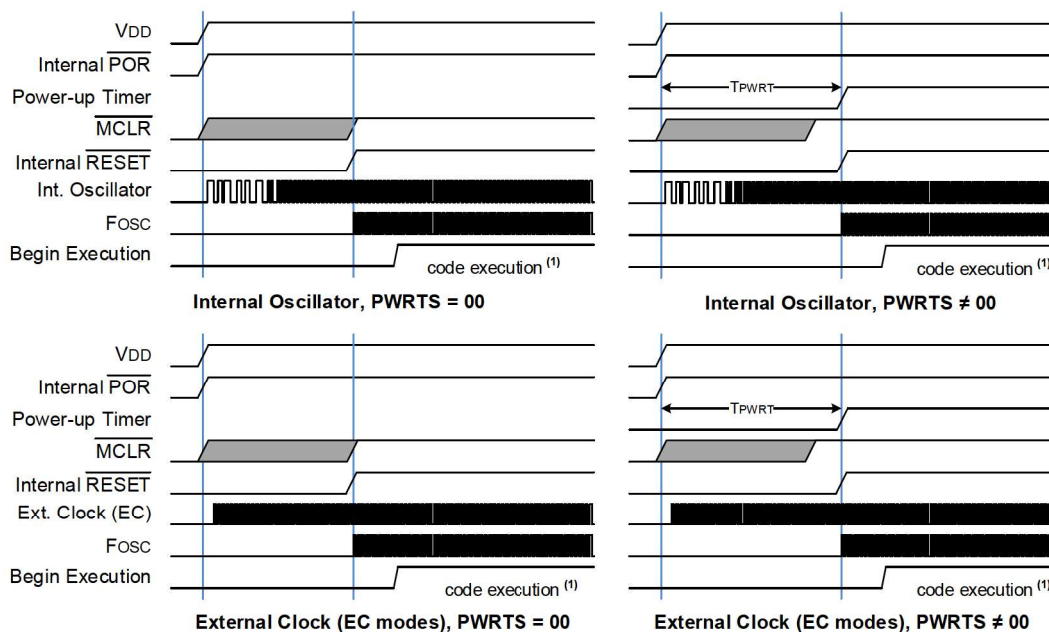 VDD
Internal POR
Power-up Timer
TPWRT
MCLR
Internal RESET
Int. Oscillator
FOSC
Begin Execution
code execution (1)
code execution (1)
Internal Oscillator, PWRTS = 00
Internal Oscillator, PWRTS ≠ 00
VDD
Internal POR
Power-up Timer
TPWRT
MCLR
Internal RESET
Ext. Clock (EC)
FOSC
Begin Execution
code execution (1)
code execution (1)
External Clock (EC modes), PWRTS = 00
External Clock (EC modes), PWRTS ≠ 00